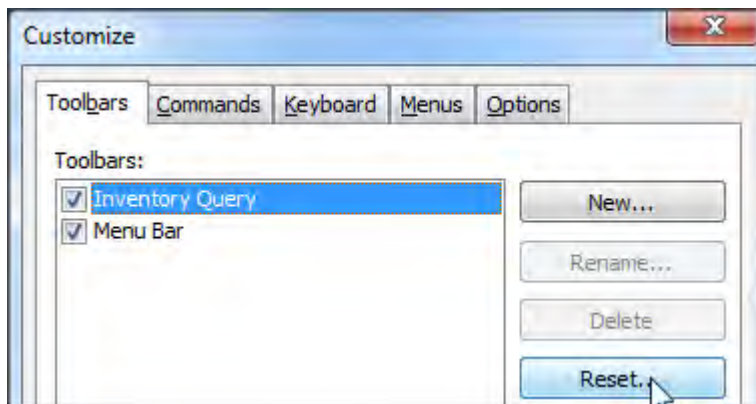 Customize
Toolbars Commands Keyboard Menus Options
Toolbars:
Inventory Query
Menu Bar
New...
Rename...
Delete
Reset...